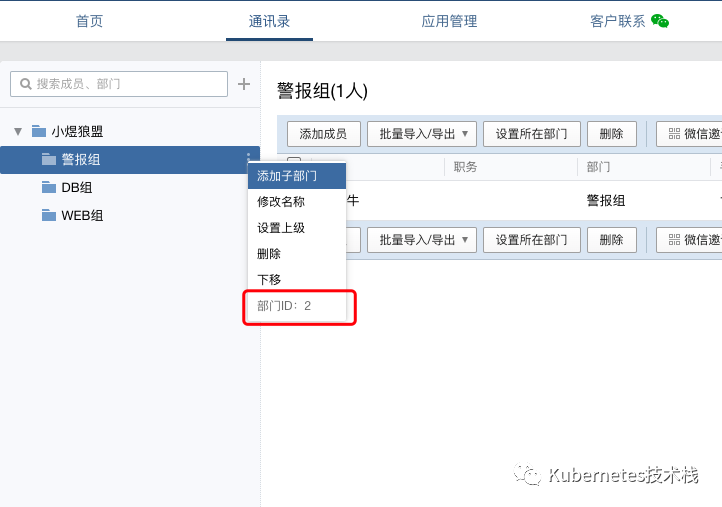 首页 通讯录 应用管理 客户联系
搜索成员、部门
小煜狼盟
警报组
DB组
WEB组
警报组(1人)
添加成员 批量导入/导出 设置所在部门 删除 微信邀
职务 部门
牛 警报组
批量导入/导出 设置所在部门 删除 微信邀
添加子部门
修改名称
设置上级
删除
下移
部门ID：2
Kubernetes技术栈